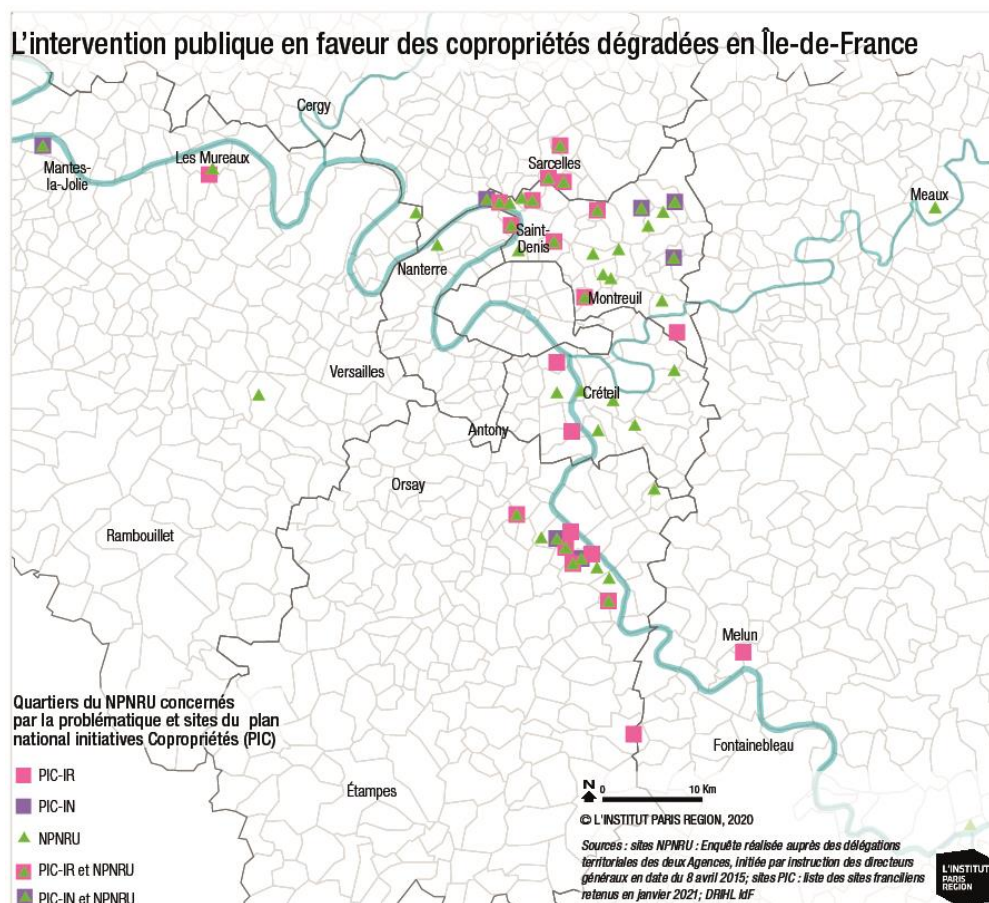 L’intervention publique en faveur des copropriétés dégradées en Île-de-France
Cergy
Mantes-
la-Jolie
Les Mureaux
Sarcelles
Meaux
Saint-
Denis
Nanterre
Montreuil
Versailles
Créteil
Antony
Orsay
Rambouillet
Melun
Fontainebleau
Étampes
Quartiers du NPNRU concernés
par la problématique et sites du plan
national initiatives Copropriétés (PIC)
PIC-IR
PIC-IN
NPNRU
PIC-IR et NPNRU
PIC-IN et NPNRU
N
0 10 Km
© L'INSTITUT PARIS REGION, 2020
Sources : sites NPNRU : Enquête réalisée auprès des délégations
territoriales des deux Agences, initiée par instruction des directeurs
généraux en date du 8 avril 2015; sites PIC : liste des sites franciliens
retenus en janvier 2021; DRIHL IdF
L'INSTITUT
PARIS
REGION